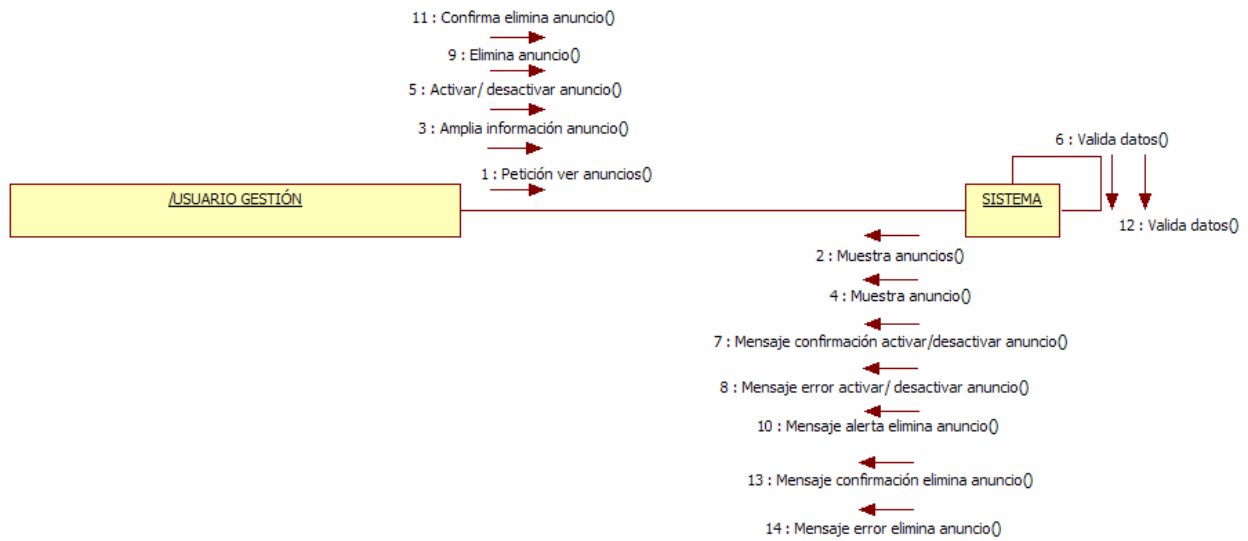 11 : Confirma elimina anuncio()
9 : Elimina anuncio()
5 : Activar/ desactivar anuncio()
3 : Amplia información anuncio()
6 : Valida datos()
1 : Petición ver anuncios()
/USUARIO GESTIÓN
SISTEMA
12 : Valida datos()
2 : Muestra anuncios()
4 : Muestra anuncio()
7 : Mensaje confirmación activar/desactivar anuncio()
8 : Mensaje error activar/ desactivar anuncio()
10 : Mensaje alerta elimina anuncio()
13 : Mensaje confirmación elimina anuncio()
14 : Mensaje error elimina anuncio()